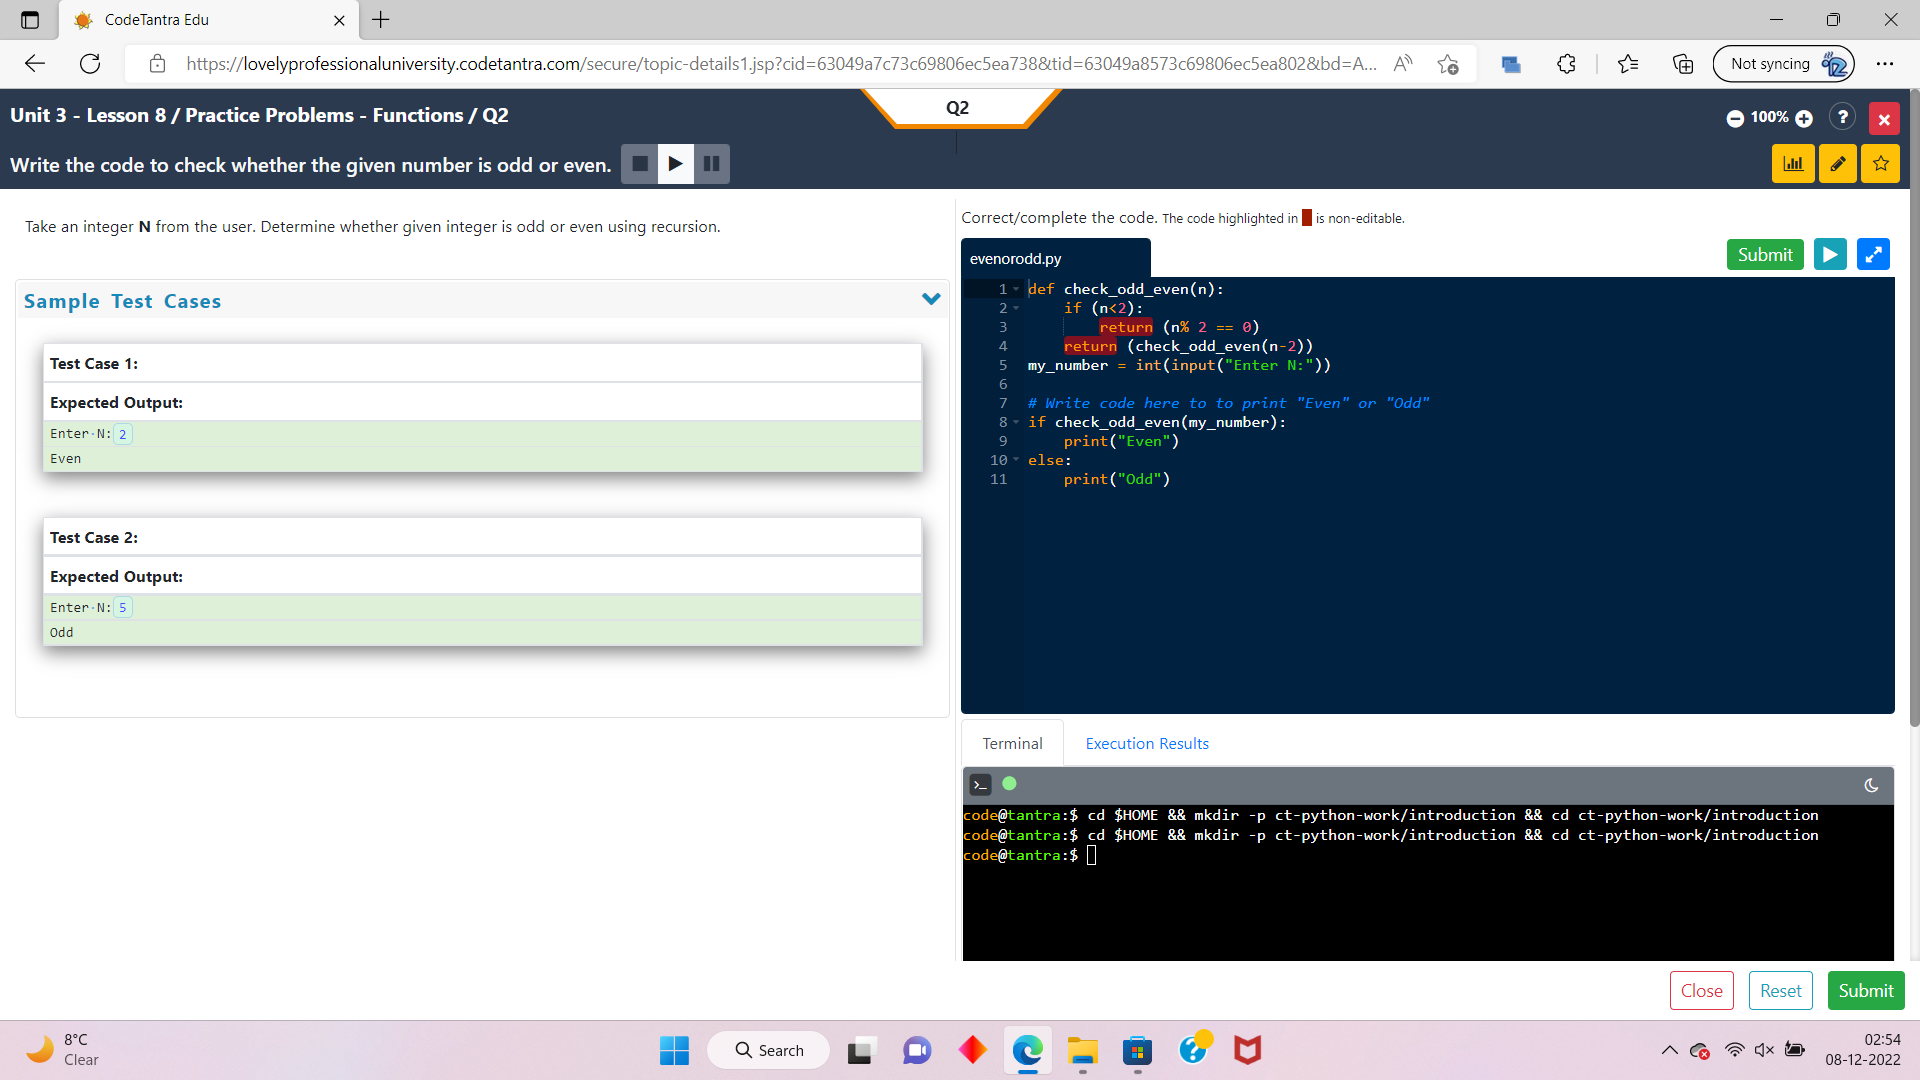 CodeTantra Edu
https://lovelyprofessionaluniversity.codetantra.com/secure/topic-details1.jsp?cid=63049a7c73c69806ec5ea738&tid=63049a8573c69806ec5ea802&bd=A...
Not syncing
Unit 3 - Lesson 8 / Practice Problems - Functions / Q2
Q2
100%
?
Write the code to check whether the given number is odd or even.
Take an integer N from the user. Determine whether given integer is odd or even using recursion.
Sample Test Cases
Test Case 1:
Expected Output:
Enter·N: 2
Even
Test Case 2:
Expected Output:
Enter·N: 5
Odd
Correct/complete the code. The code highlighted in is non-editable.
evenorodd.py
Submit
1 def check_odd_even(n):
2 if (n<2):
3 return (n% 2 == 0)
4 return (check_odd_even(n-2))
5 my_number = int(input("Enter N:"))
6
7 # Write code here to to print "Even" or "Odd"
8 if check_odd_even(my_number):
9 print("Even")
10 else:
11 print("Odd")
Terminal
Execution Results
code@tantra:$ cd $HOME && mkdir -p ct-python-work/introduction && cd ct-python-work/introduction
code@tantra:$ cd $HOME && mkdir -p ct-python-work/introduction && cd ct-python-work/introduction
code@tantra:$
Close
Reset
Submit
8°C
Clear
Search
02:54
08-12-2022